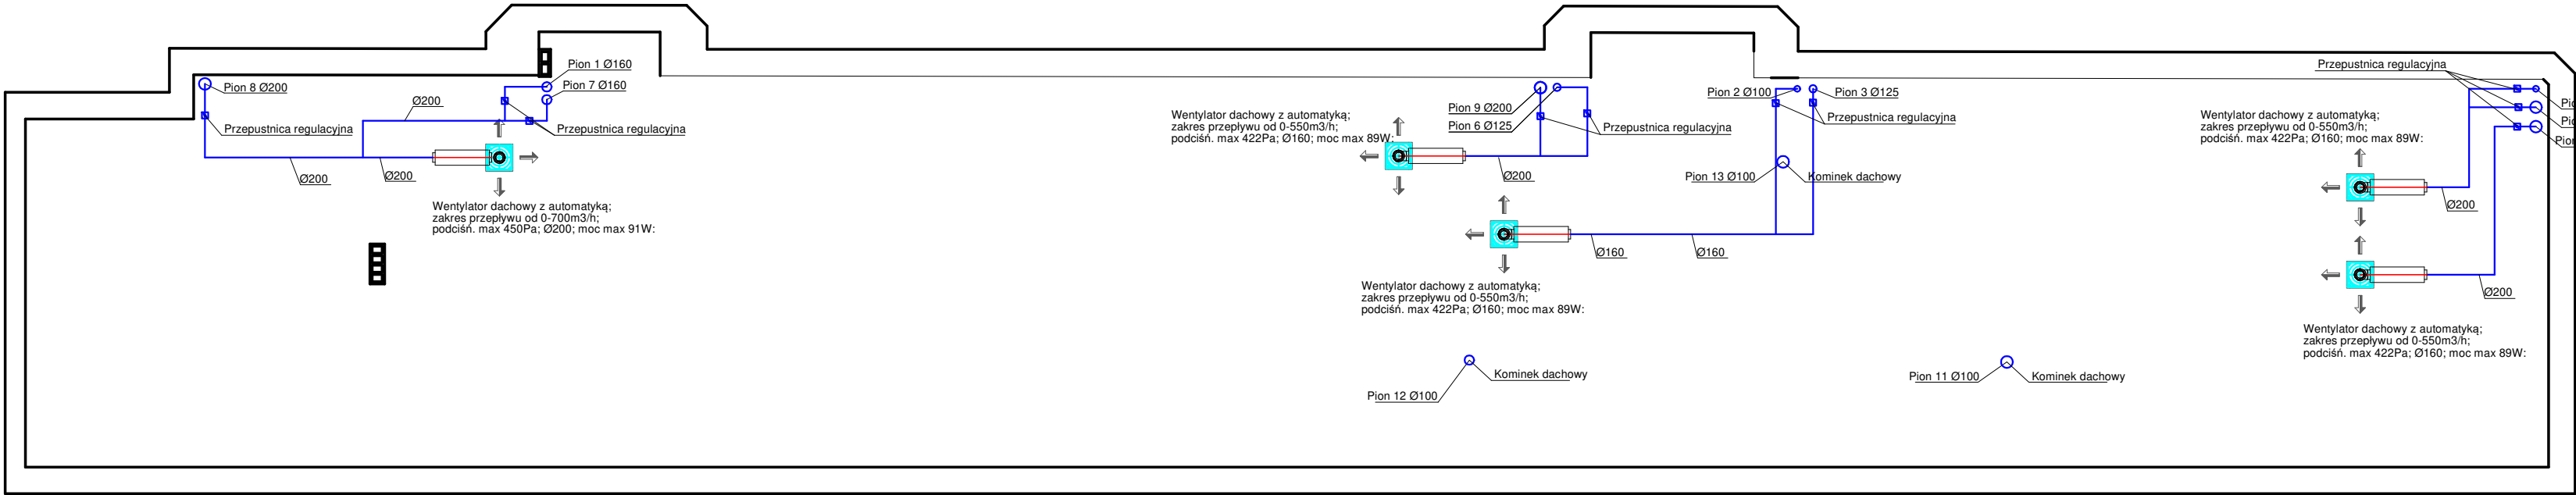 Pion 1 Ø160
Pion 8 Ø200
Pion 7 Ø160
Ø200
Przepustnica regulacyjna
Przepustnica regulacyjna
Ø200
Ø200
Wentylator dachowy z automatyką;
zakres przepływu od 0-700m3/h;
podciśń. max 450Pa; Ø200; moc max 91W:
Wentylator dachowy z automatyką;
zakres przepływu od 0-550m3/h;
podciśń. max 422Pa; Ø160; moc max 89W:
Pion 9 Ø200
Pion 6 Ø125
Przepustnica regulacyjna
Ø200
Pion 2 Ø100
Pion 3 Ø125
Przepustnica regulacyjna
Pion 13 Ø100
Kominek dachowy
Ø160
Ø160
Wentylator dachowy z automatyką;
zakres przepływu od 0-550m3/h;
podciśń. max 422Pa; Ø160; moc max 89W:
Pion 12 Ø100
Kominek dachowy
Pion 11 Ø100
Kominek dachowy
Przepustnica regulacyjna
Wentylator dachowy z automatyką;
zakres przepływu od 0-550m3/h;
podciśń. max 422Pa; Ø160; moc max 89W:
Ø200
Ø200
Wentylator dachowy z automatyką;
zakres przepływu od 0-550m3/h;
podciśń. max 422Pa; Ø160; moc max 89W: